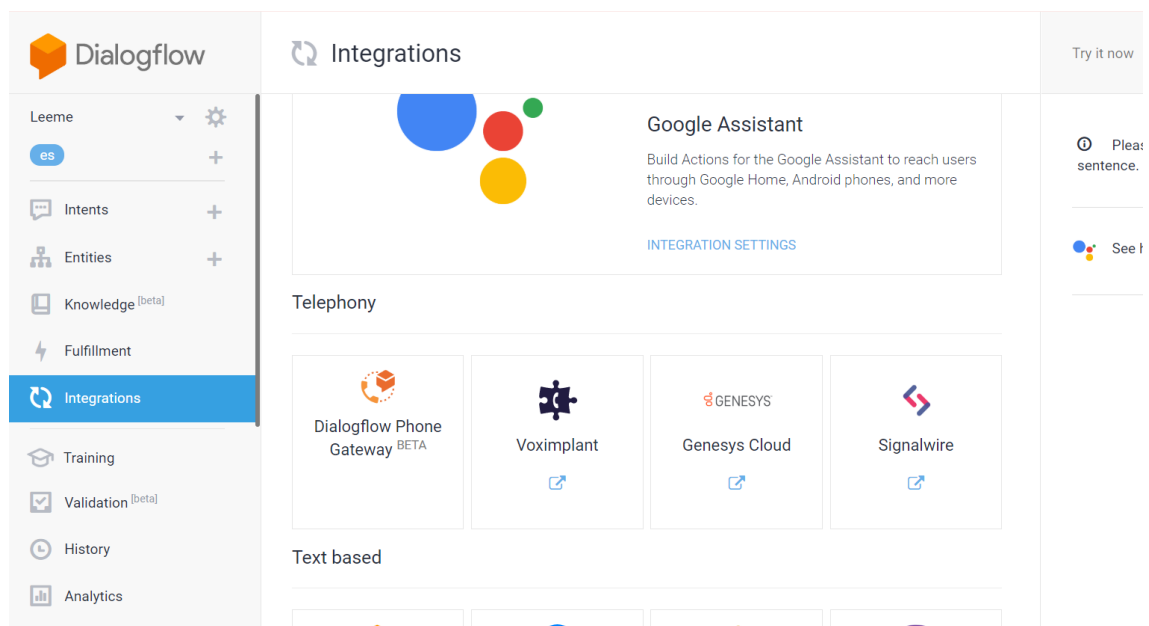 Dialogflow
Integrations
Try it now
Leeme
es
Intents
Entities
Knowledge [beta]
Fulfillment
Integrations
Training
Validation [beta]
History
Analytics
Google Assistant
Build Actions for the Google Assistant to reach users
through Google Home, Android phones, and more
devices.
INTEGRATION SETTINGS
Telephony
Dialogflow Phone
Gateway BETA
Voximplant
GENESYS
Genesys Cloud
Signalwire
Text based
sentence.
See